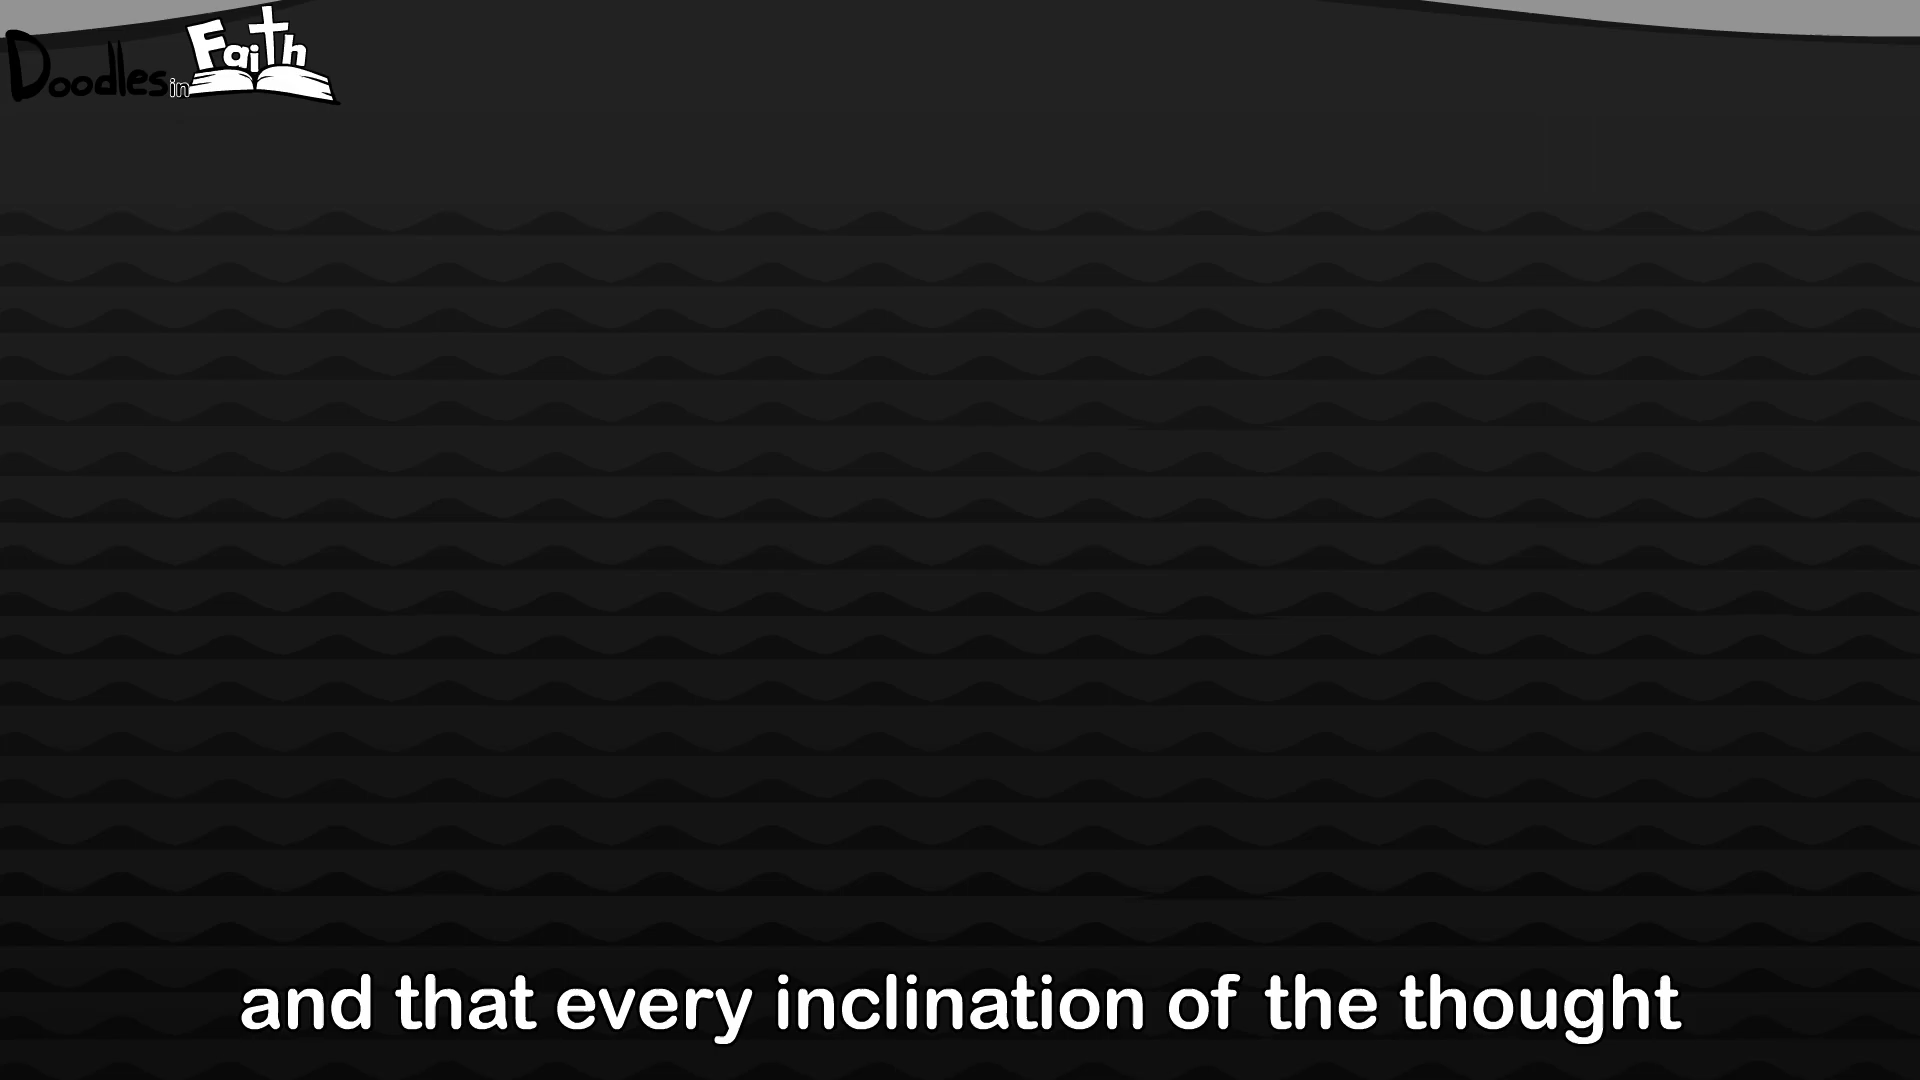 Doodles in Faith
and that every inclination of the thought